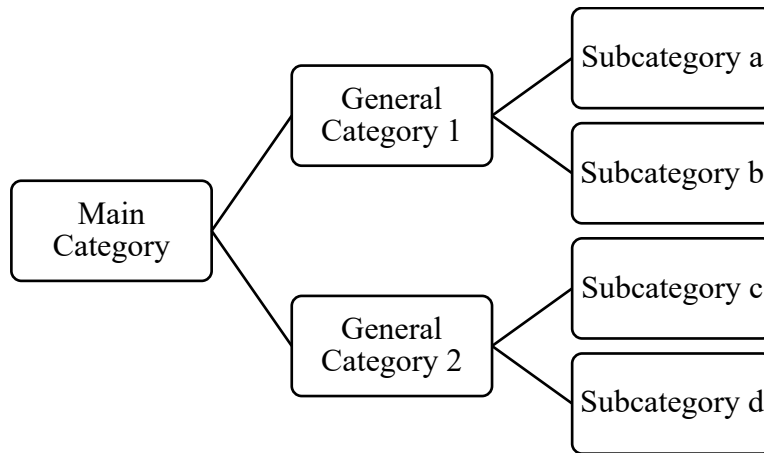 Main
Category
General
Category 1
Subcategory a
Subcategory b
General
Category 2
Subcategory c
Subcategory d